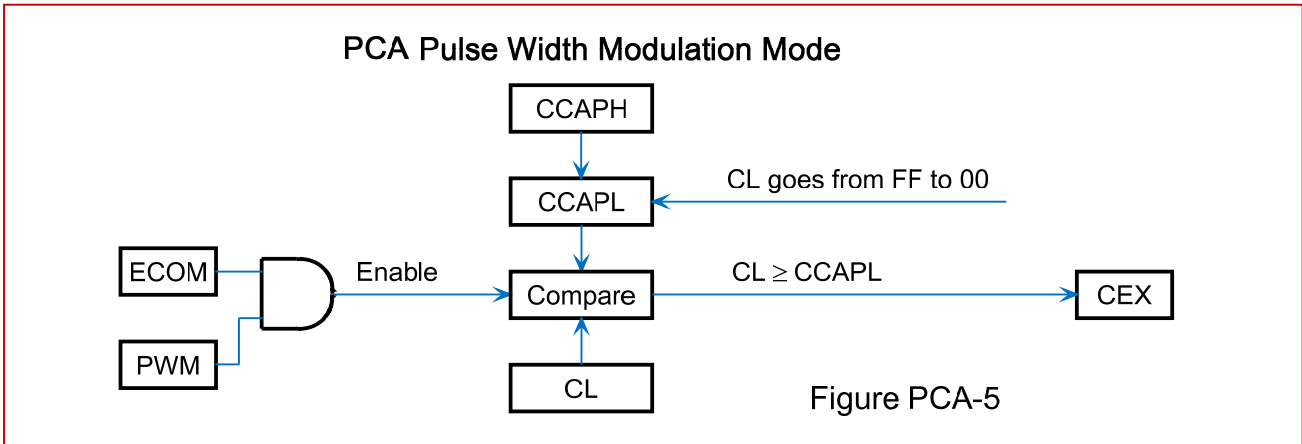 PCA Pulse Width Modulation Mode
CCAPH
CL goes from FF to 00
CCAPL
ECOM
Enable
CL ≥ CCAPL
Compare
CEX
PWM
CL
Figure PCA-5